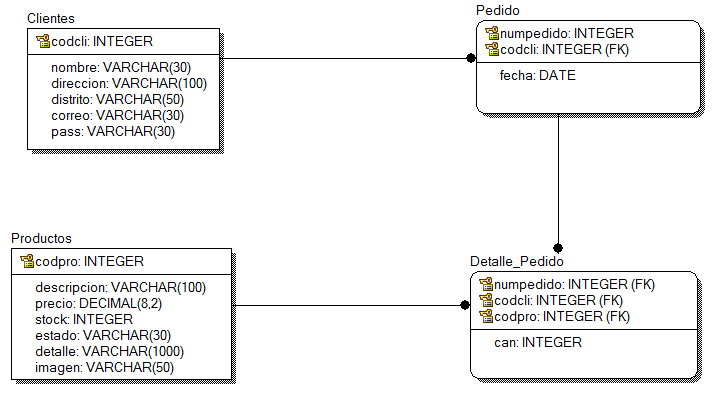 Clientes
codcli: INTEGER
nombre: VARCHAR(30)
direccion: VARCHAR(100)
distrito: VARCHAR(50)
correo: VARCHAR(30)
pass: VARCHAR(30)
Pedido
numpedido: INTEGER
codcli: INTEGER (FK)
fecha: DATE
Productos
codpro: INTEGER
descripcion: VARCHAR(100)
precio: DECIMAL(8,2)
stock: INTEGER
estado: VARCHAR(30)
detalle: VARCHAR(1000)
imagen: VARCHAR(50)
Detalle_Pedido
numpedido: INTEGER (FK)
codcli: INTEGER (FK)
codpro: INTEGER (FK)
can: INTEGER